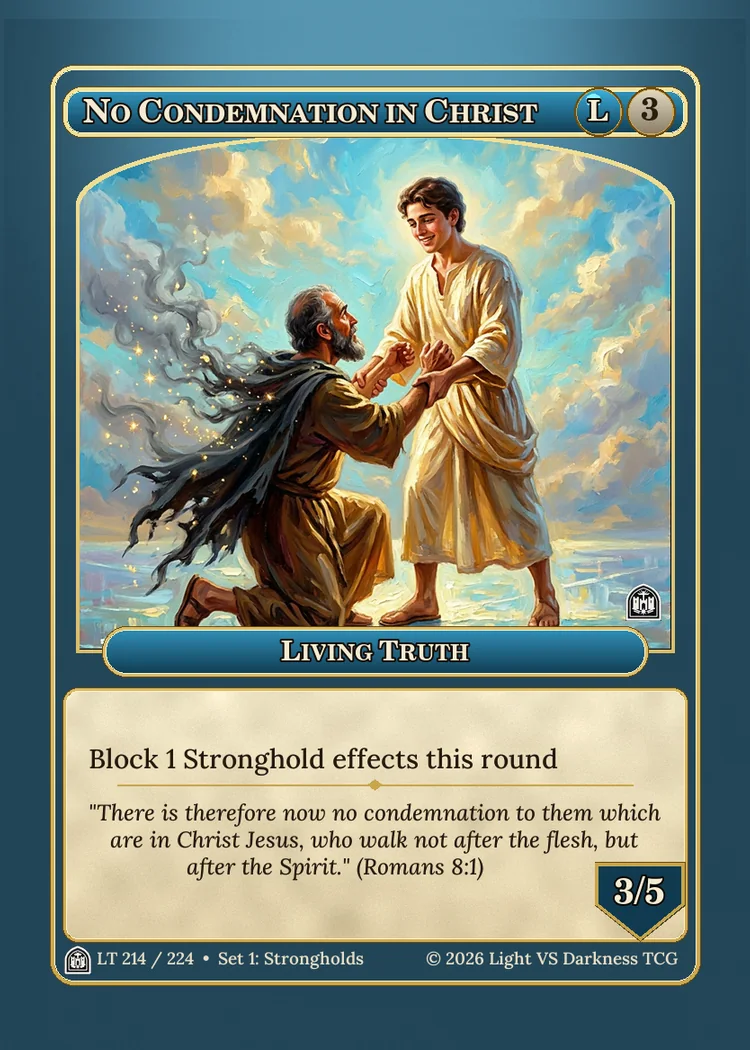 No Condemnation in Christ L 3
Living Truth
Block 1 Stronghold effects this round
"There is therefore now no condemnation to them which
are in Christ Jesus, who walk not after the flesh, but
after the Spirit." (Romans 8:1)
3/5
LT 214 / 224 • Set 1: Strongholds © 2026 Light VS Darkness TCG